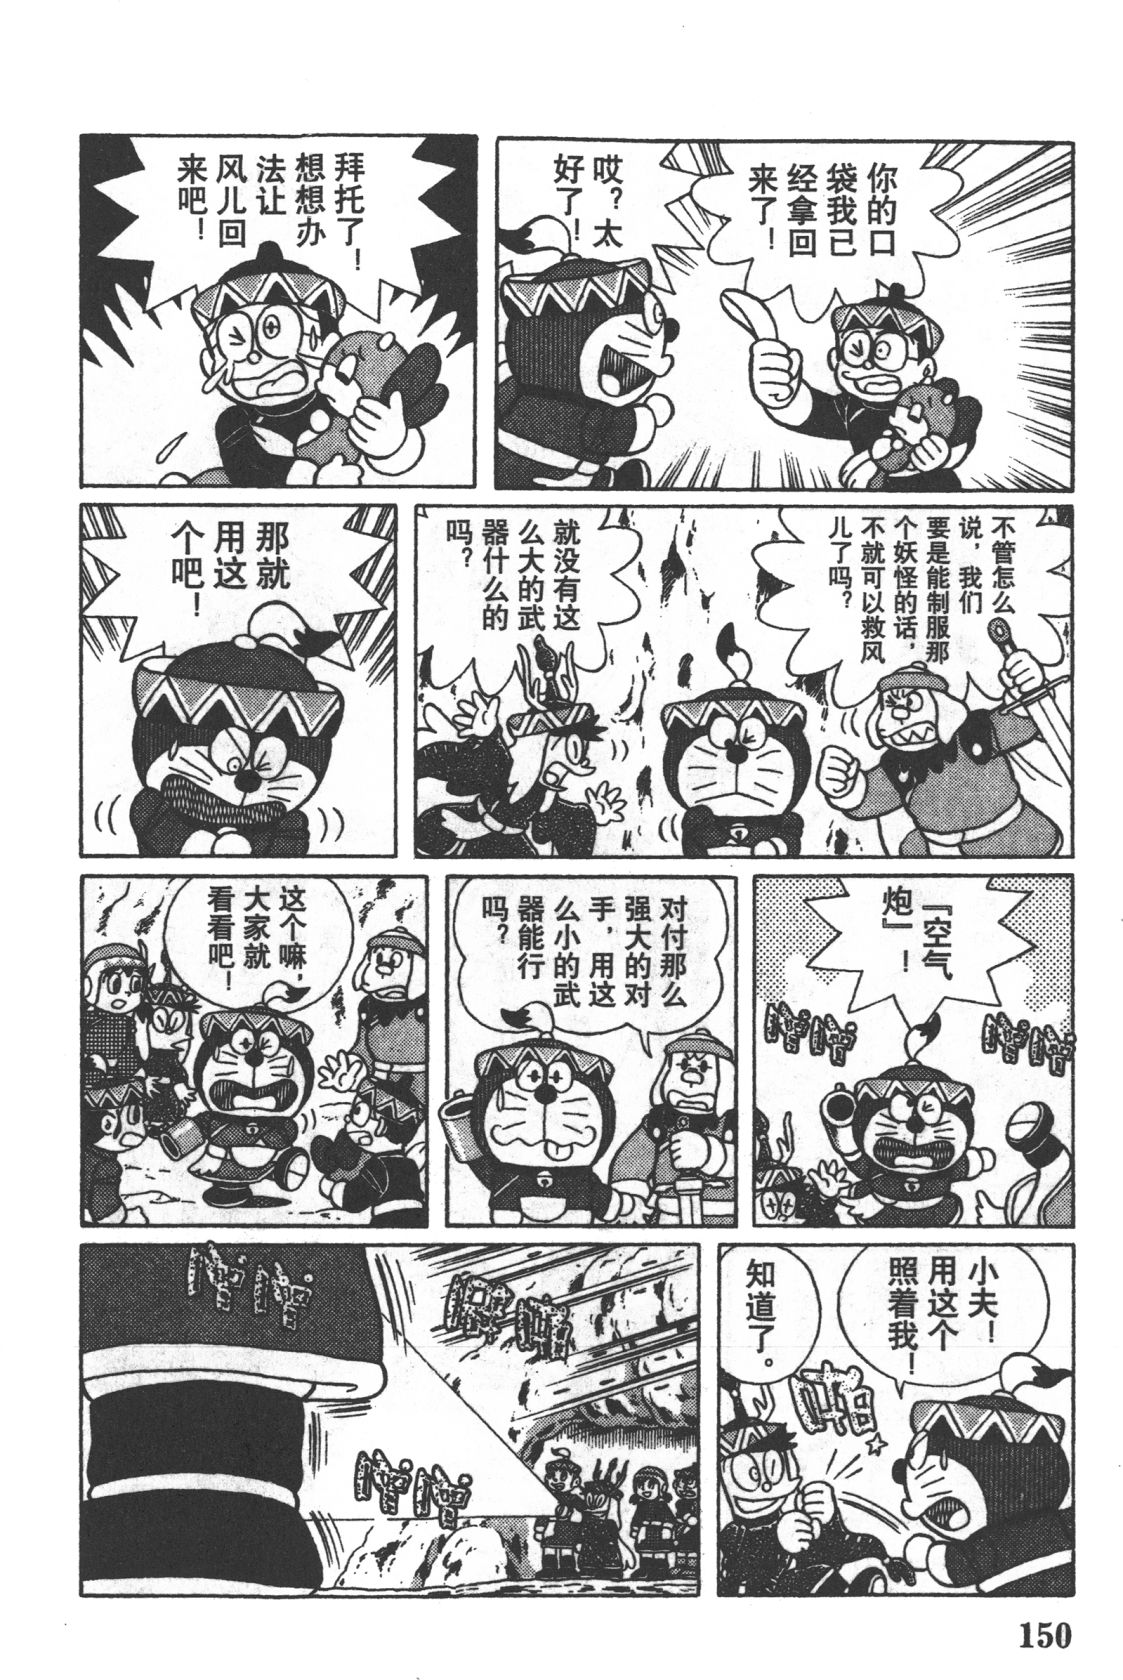 你的口
袋我已
经拿回
来了！
哎？太
好了！
拜托了，
想想办
法让
风儿回
来吧！
不管怎么
说，我们
要是能制服那
个妖怪的话，
不就可以救风
儿了吗？
就没有这
么大的武
器什么的
吗？
那就
用这
个吧！
『空气
炮』！
锵锵
锵锵
对付那么
强大的对
手，用这
么小的武
器能行
吗？
这个嘛，
大家就
看看吧！
小夫！
用这个
照着我！
知道了。
150